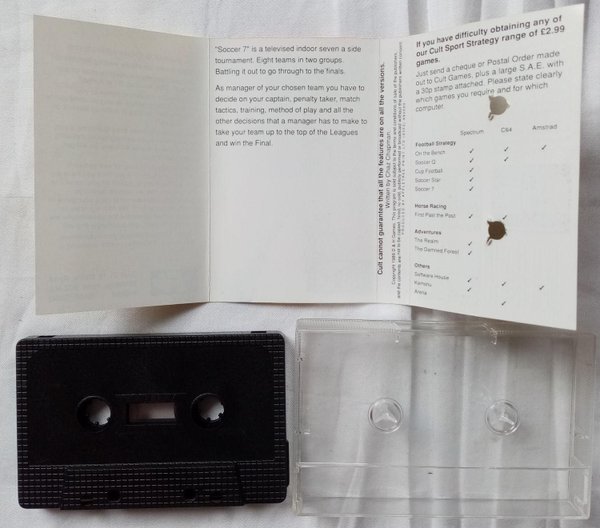 "Soccer 7" is a televised indoor seven a side
tournament. Eight teams in two groups.
Battling it out to go through to the finals.
As manager of your chosen team you have to
decide on your captain, penalty taker, match
tactics, training, method of play and all the
other decisions that a manager has to make to
take your team up to the top of the Leagues
and win the Final.
Cult cannot guarantee that all the features are on all the versions.
Written by Chaz Chapman.
If you have difficulty obtaining any of
our Cult Sport Strategy range of £2.99
games.
Just send a cheque or Postal Order made
out to Cult Games, plus a large S.A.E. with
a 30p stamp attached. Please state clearly
which games you require and for which
computer.
Spectrum C64 Amstrad
Football Strategy
On the Bench ✓ ✓ ✓
Soccer Q ✓ ✓
Cup Football ✓
Soccer Star ✓
Soccer 7 ✓
Horse Racing
First Past the Post ✓ ✓
Adventures
The Realm ✓
The Damned Forest ✓
Others
Software House ✓
Kamshu ✓ ✓
Arena ✓ ✓